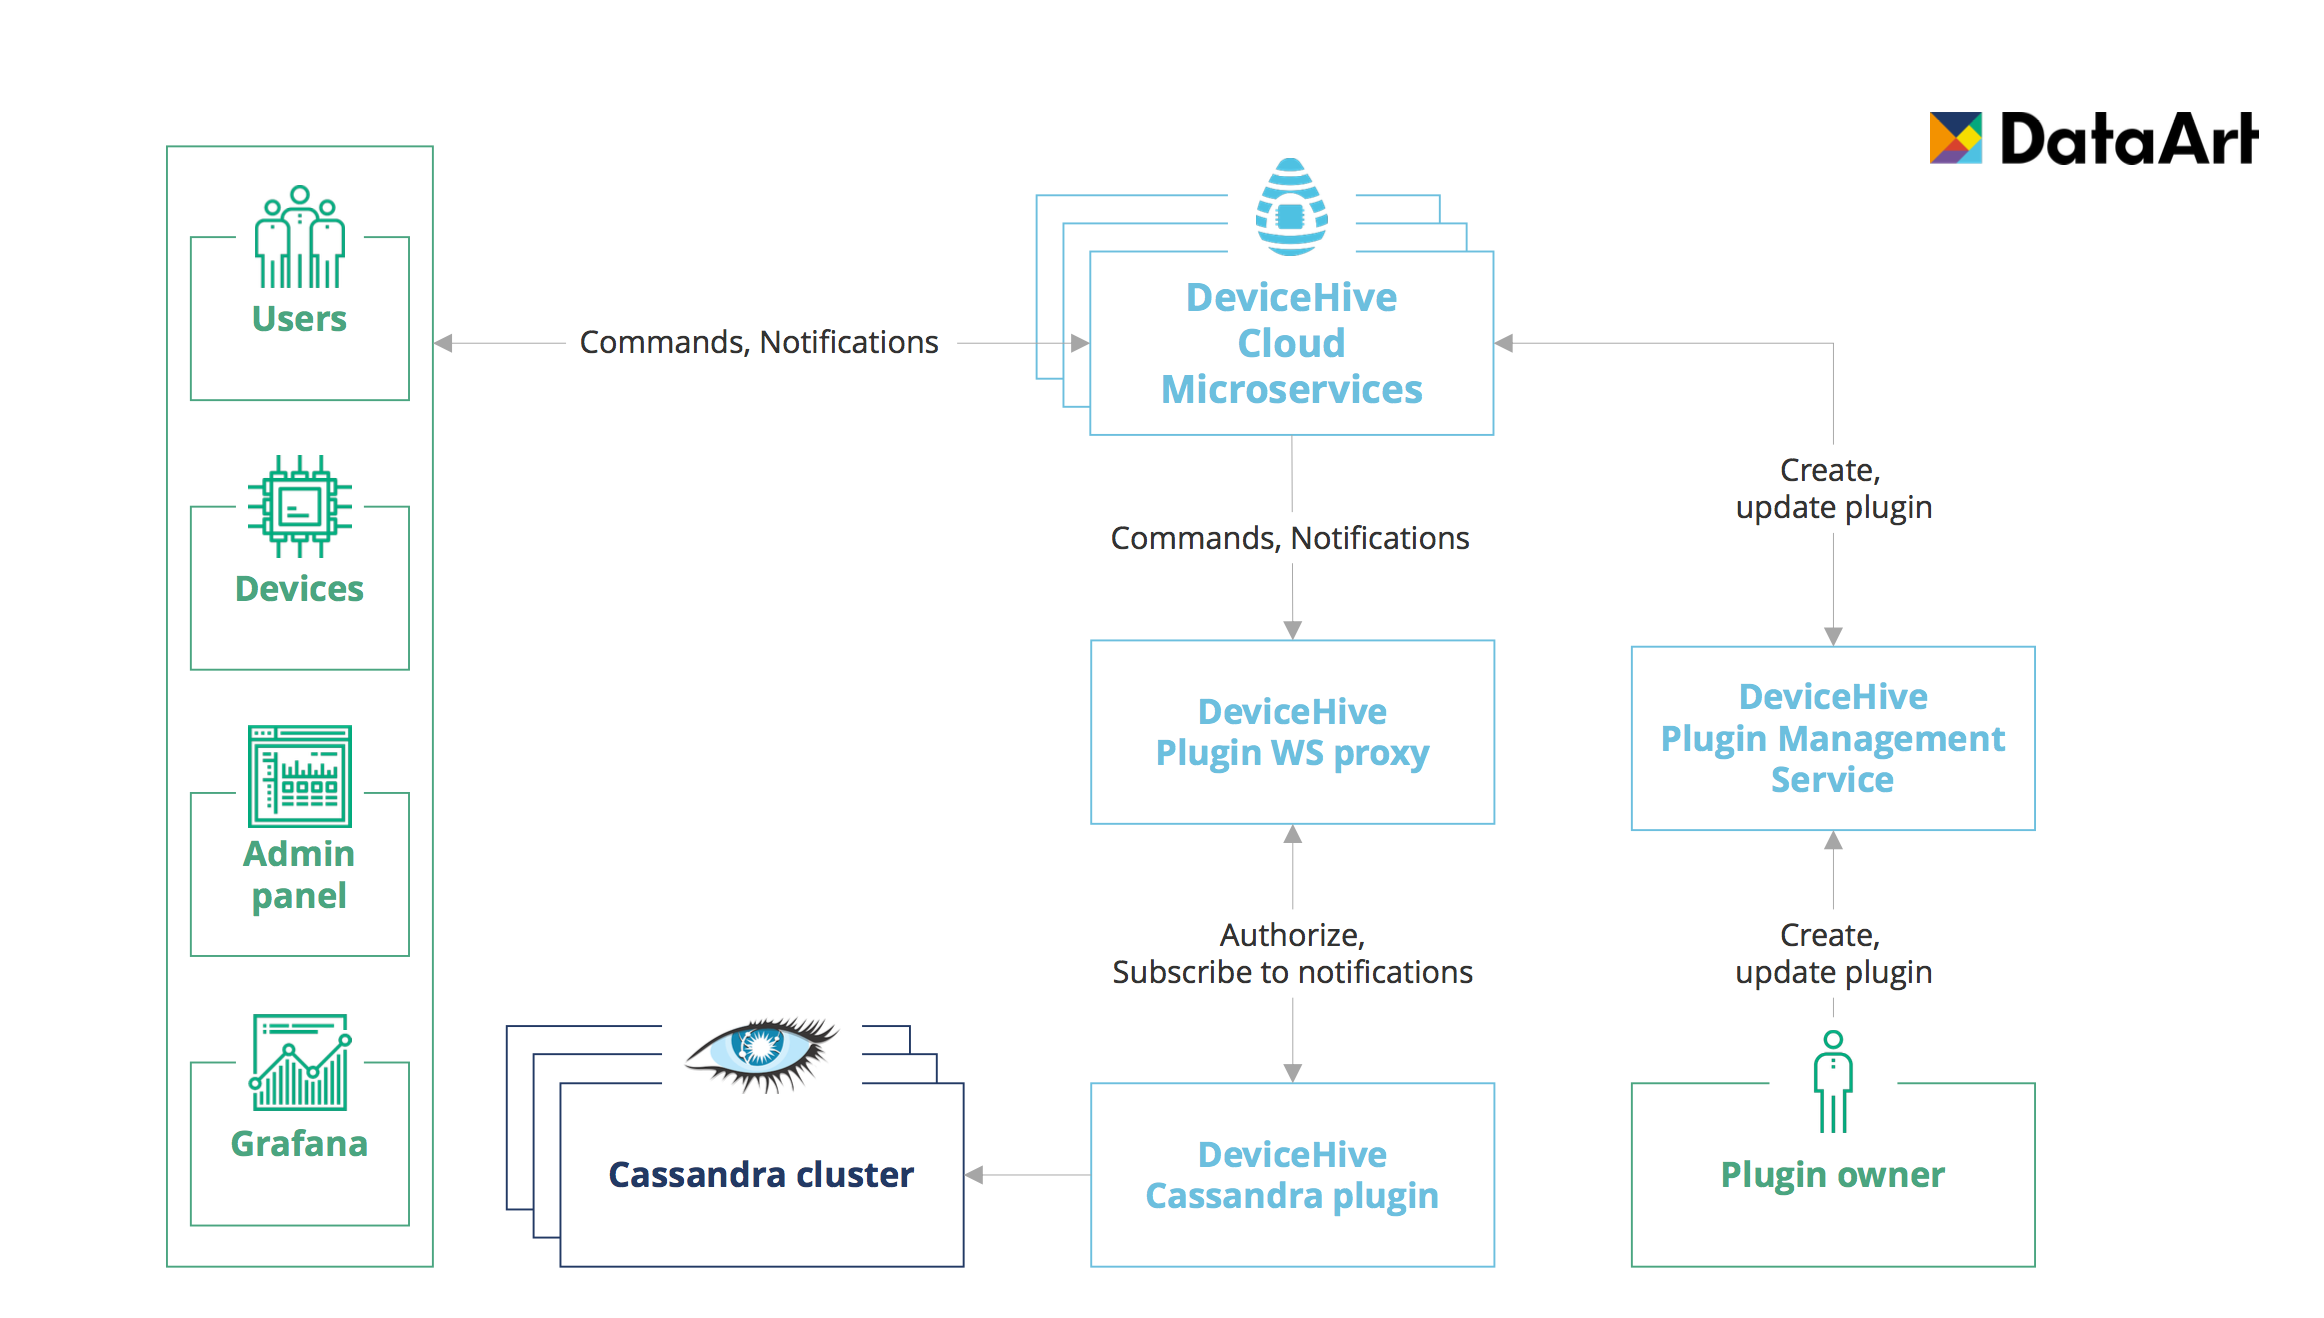 DataArt
Users
Devices
Admin
panel
Grafana
Commands, Notifications
DeviceHive
Cloud
Microservices
Commands, Notifications
Create,
update plugin
DeviceHive
Plugin WS proxy
DeviceHive
Plugin Management
Service
Authorize,
Subscribe to notifications
Create,
update plugin
Cassandra cluster
DeviceHive
Cassandra plugin
Plugin owner